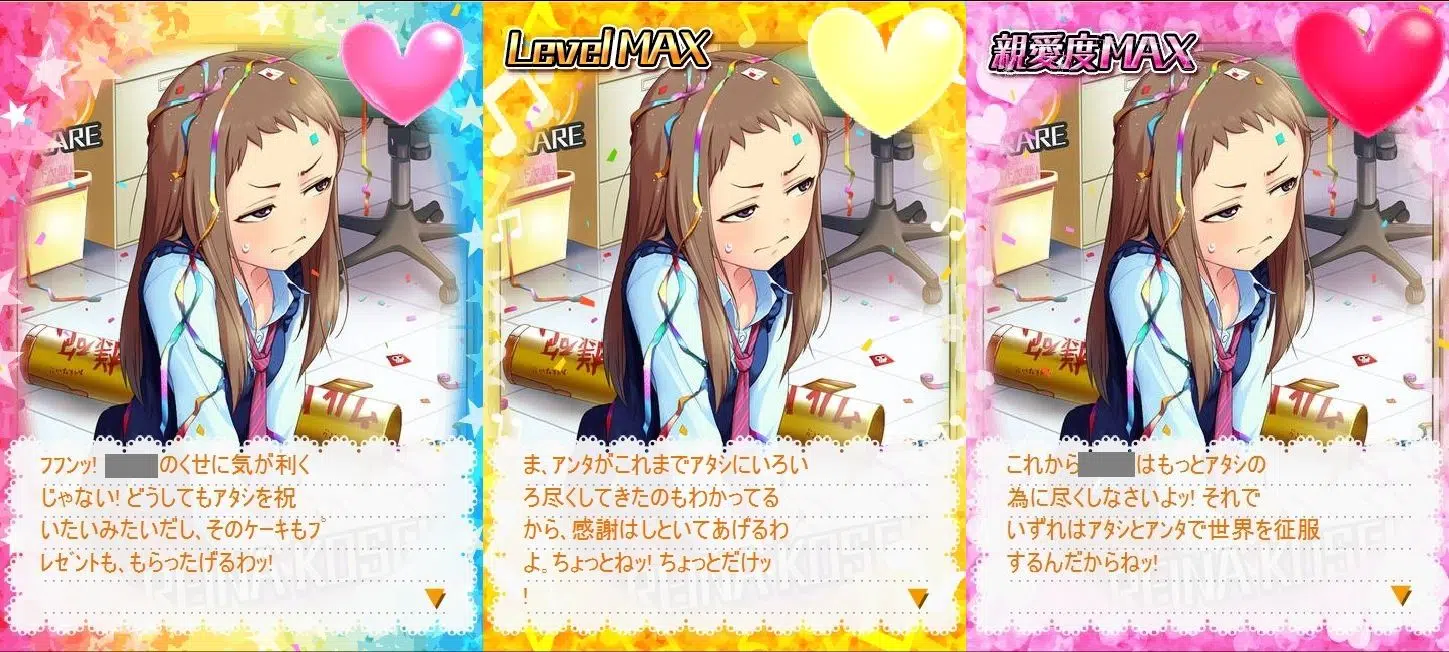 RARE
フフンッ! のくせに気が利く
じゃない! どうしてもアタシを祝
いたいみたいだし、そのケーキもプ
レゼントも、もらったげるわッ!
Level MAX
RARE
ま、アンタがこれまでアタシにいろい
ろ尽くしてきたのもわかってる
から、感謝はしといてあげるわ
よ。ちょっとねッ! ちょっとだけッ
!
親愛度MAX
RARE
これから はもっとアタシの
為に尽くしなさいよッ! それで
いずれはアタシとアンタで世界を征服
するんだからねッ!